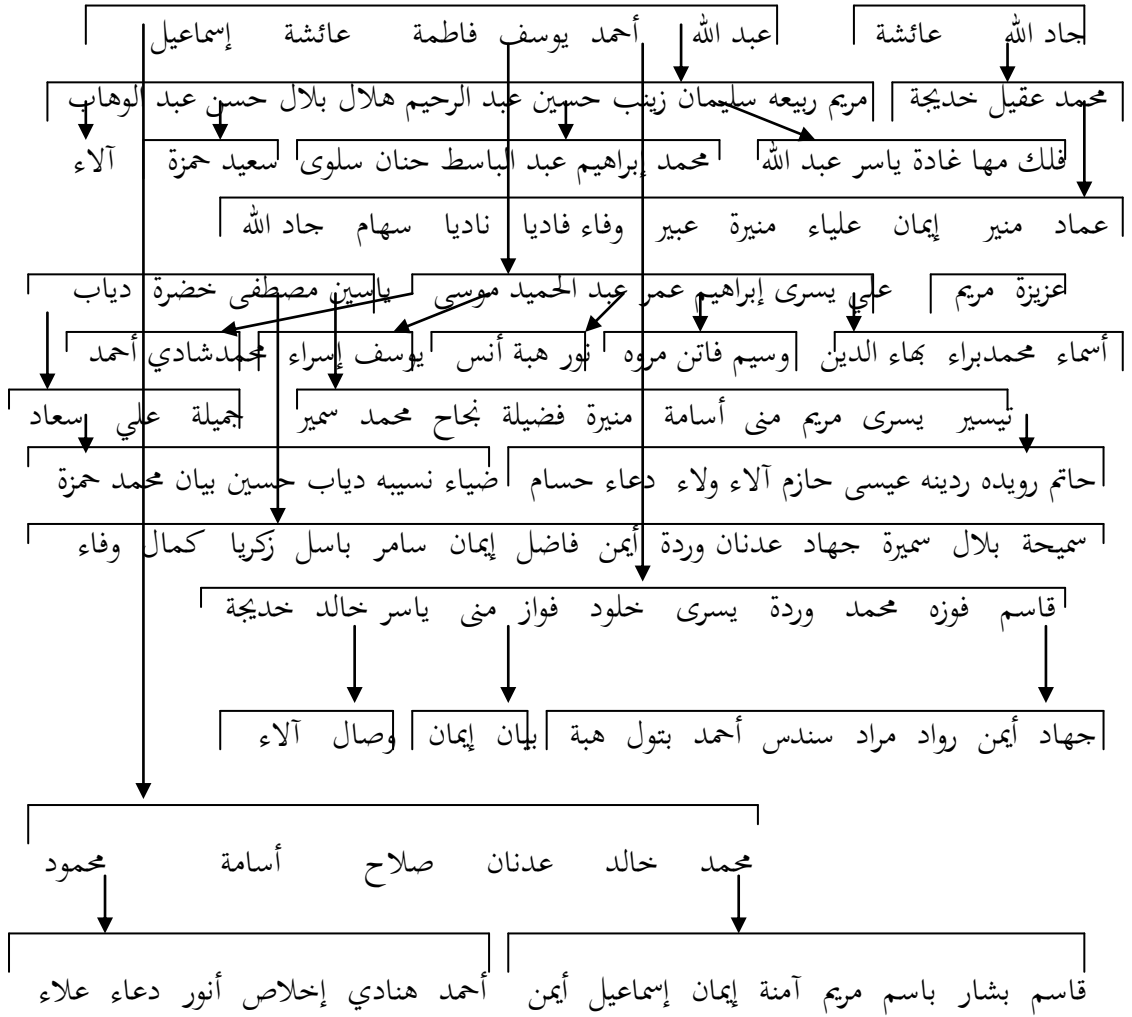 جاد الله عائشة عبد الله أحمد يوسف فاطمة عائشة إسماعيل
محمد عقيل خديجة مريم ربيعه سليمان زينب حسين عبد الرحيم هلال بلال حسن عبد الوهاب
فلك مها غادة ياسر عبد الله محمد إبراهيم عبد الباسط حنان سلوى سعيد حمزة آلاء
عماد منير إيمان علياء منيرة عبير وفاء فاديا ناديا سهام جاد الله
عزيزة مريم علي يسرى إبراهيم عمر عبد الحميد موسى ياسين مصطفى خضرة دياب
أسماء محمدبراء بهاء الدين وسيم فاتن مروه نور هبة أنس يوسف إسراء محمدشادي أحمد
تيسير يسرى مريم منى أسامة منيرة فضيلة نجاح محمد سمير جميلة علي سعاد
حاتم رويده ردينه عيسى حازم آلاء ولاء دعاء حسام ضياء نسيبه دياب حسين بيان محمد حمزة
سميحة بلال سميرة جهاد عدنان وردة أيمن فاضل إيمان سامر باسل زكريا كمال وفاء
قاسم فوزه محمد وردة يسرى خلود فواز منى ياسر خالد خديجة
جهاد أيمن رواد مراد سندس أحمد بتول هبة بيان إيمان وصال آلاء
محمد خالد عدنان صلاح أسامة محمود
قاسم بشار باسم مريم آمنة إيمان إسماعيل أيمن أحمد هنادي إخلاص أنور دعاء علاء